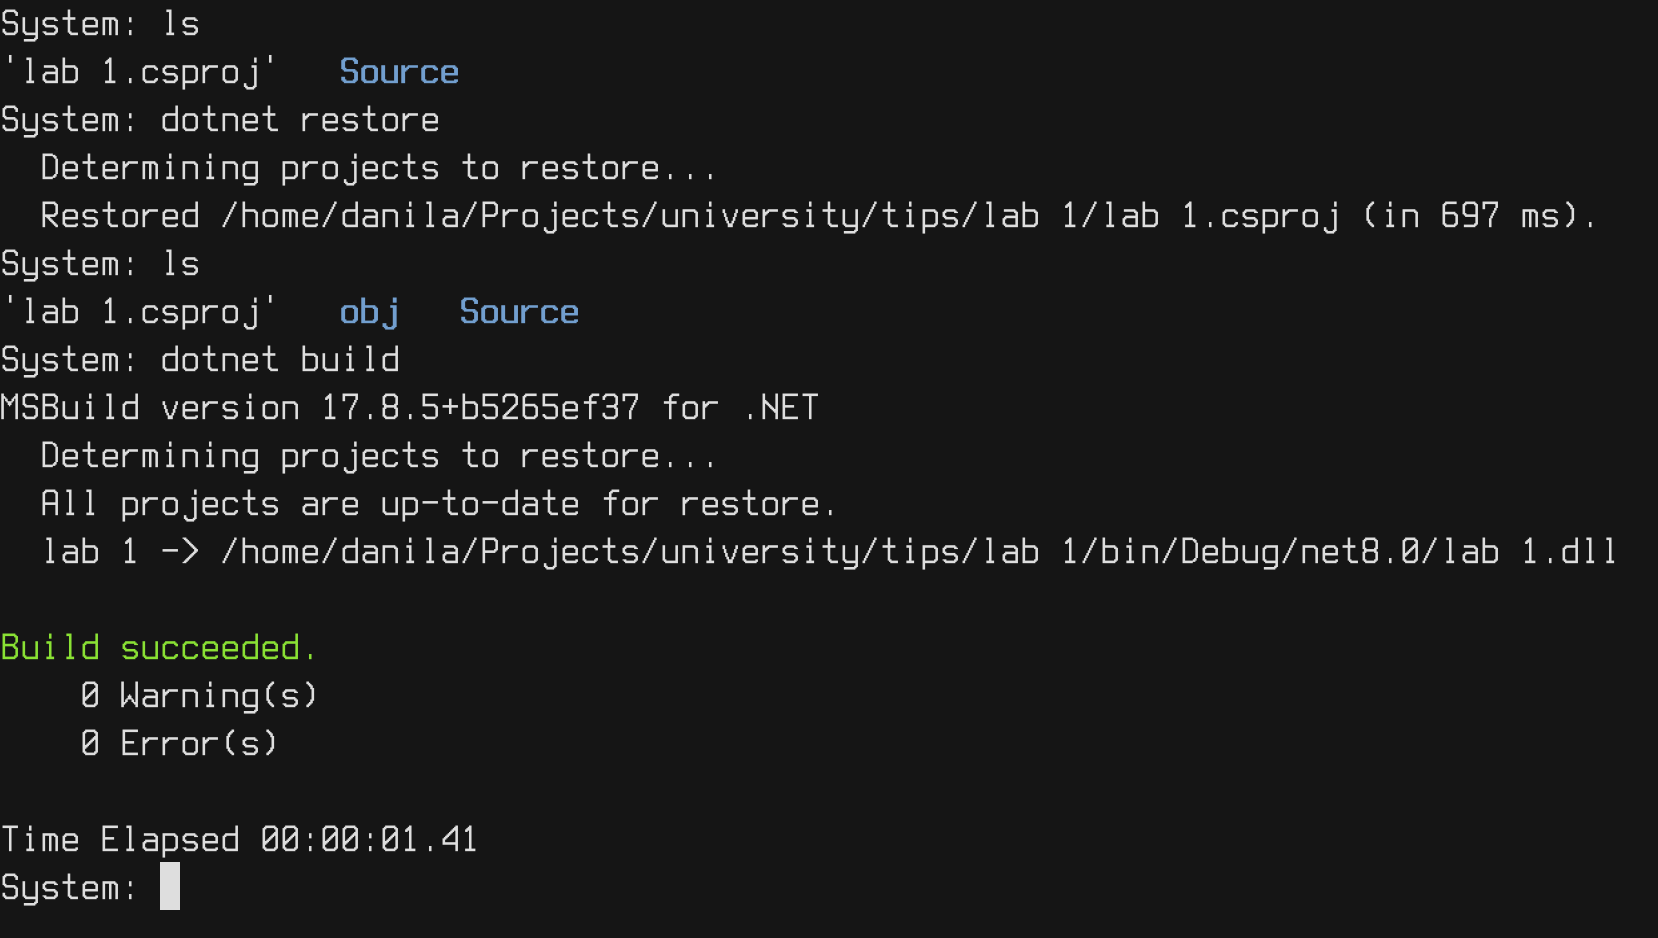 System: ls
'lab 1.csproj'   Source
System: dotnet restore
  Determining projects to restore...
  Restored /home/danila/Projects/university/tips/lab 1/lab 1.csproj (in 697 ms).
System: ls
'lab 1.csproj'   obj   Source
System: dotnet build
MSBuild version 17.8.5+b5265ef37 for .NET
  Determining projects to restore...
  All projects are up-to-date for restore.
  lab 1 -> /home/danila/Projects/university/tips/lab 1/bin/Debug/net8.0/lab 1.dll

Build succeeded.
    0 Warning(s)
    0 Error(s)

Time Elapsed 00:00:01.41
System: